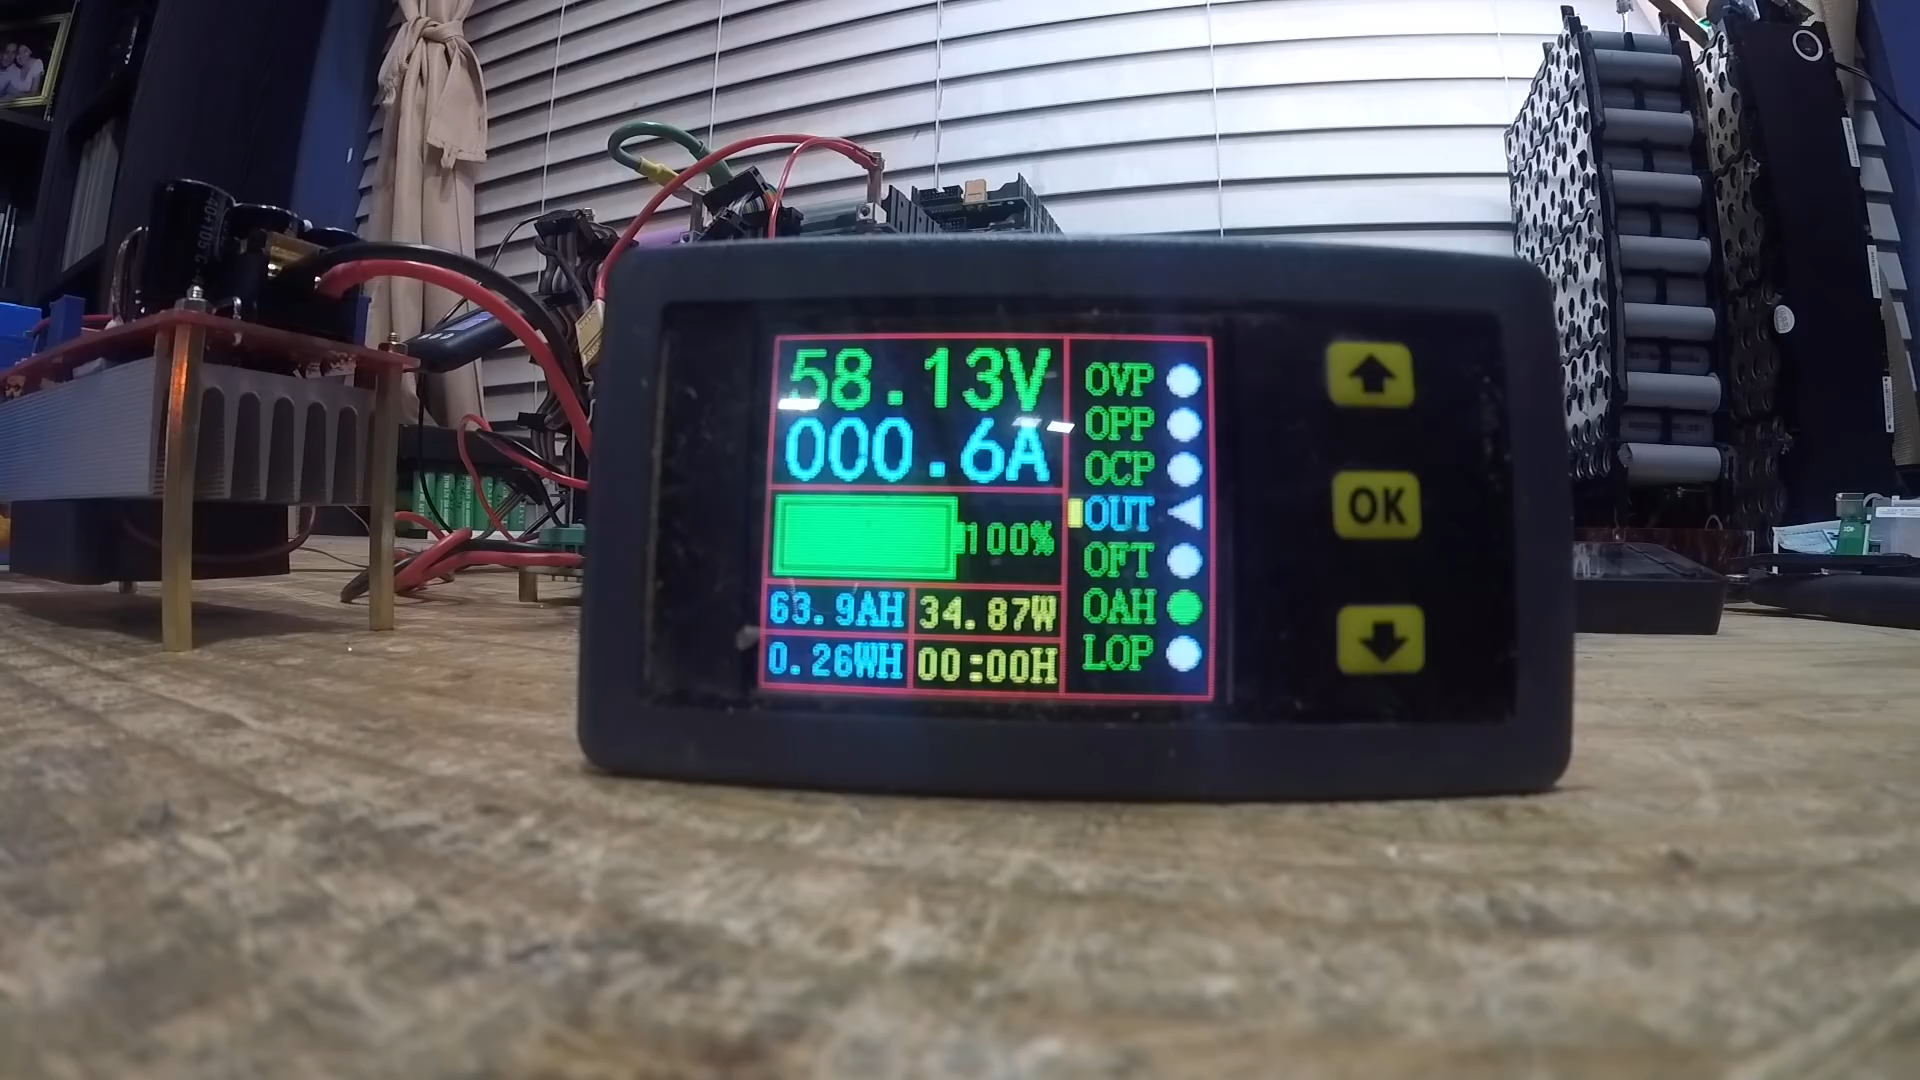 58.13V
000.6A
100%
63.9AH
34.87W
0.26WH
00:00H
OVP
OPP
OCP
OUT
OFT
OAH
LOP
OK